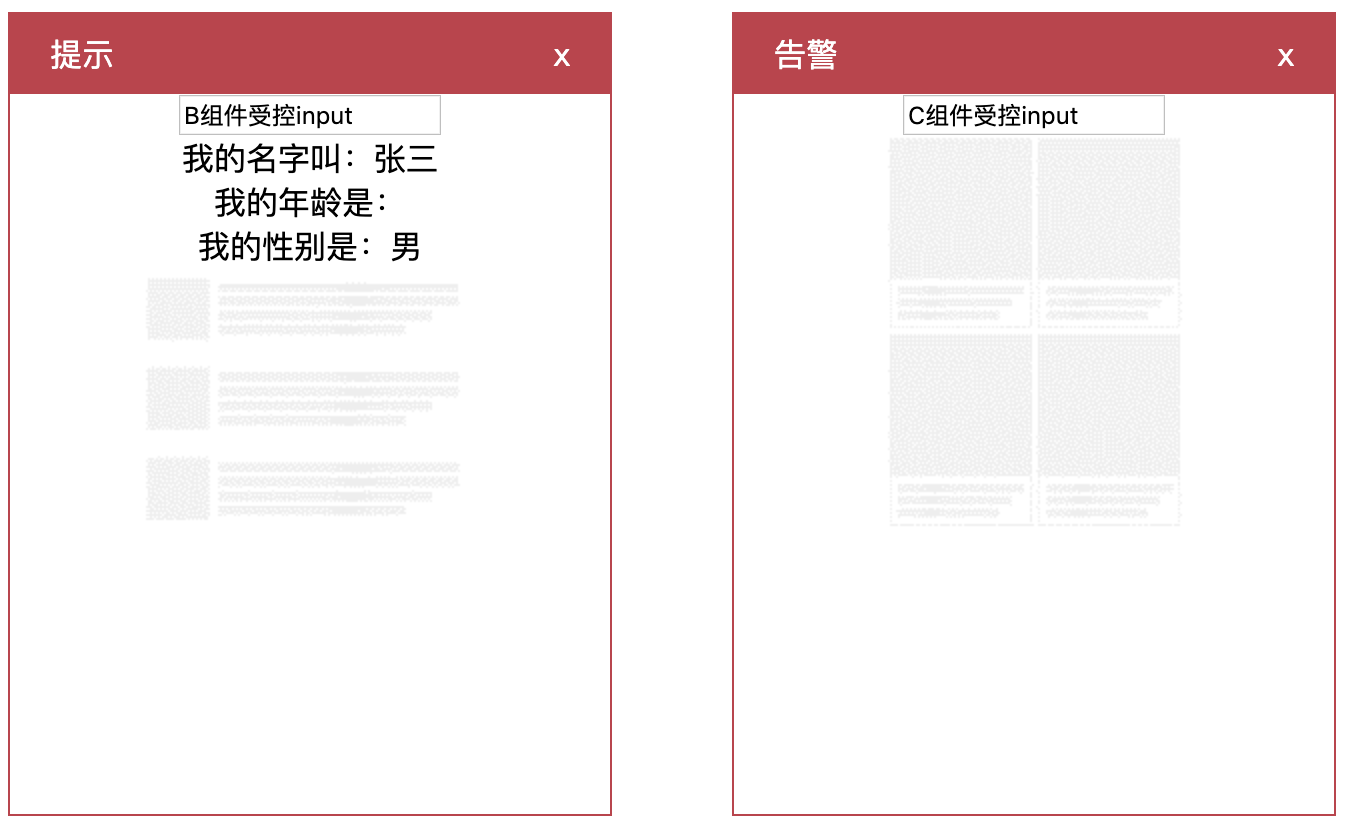 提示 x
B组件受控input
我的名字叫：张三
我的年龄是：
我的性别是：男
告警 x
C组件受控input